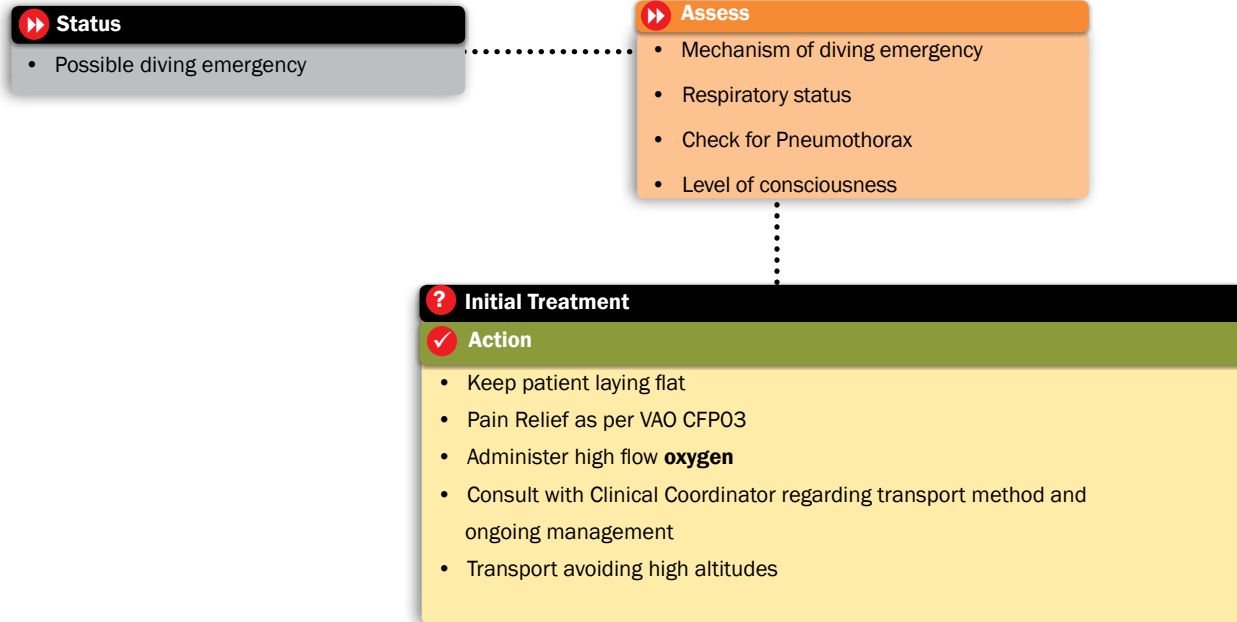 Status
• Possible diving emergency
Assess
• Mechanism of diving emergency
• Respiratory status
• Check for Pneumothorax
• Level of consciousness
? Initial Treatment
✓ Action
• Keep patient laying flat
• Pain Relief as per VAO CFP03
• Administer high flow oxygen
• Consult with Clinical Coordinator regarding transport method and
ongoing management
• Transport avoiding high altitudes